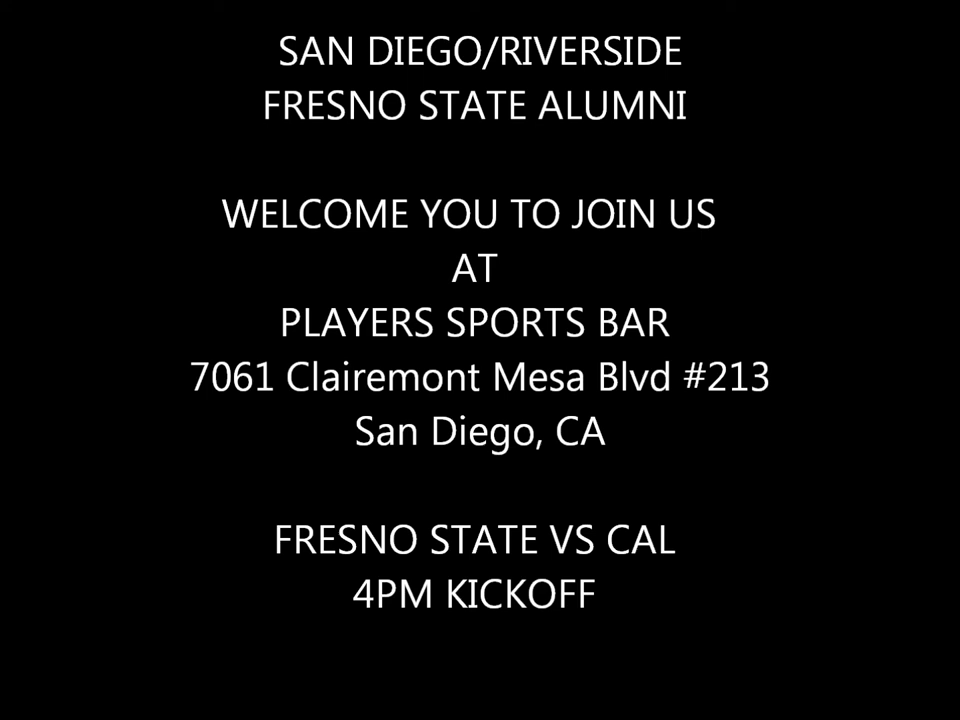 SAN DIEGO/RIVERSIDE
FRESNO STATE ALUMNI
WELCOME YOU TO JOIN US
AT
PLAYERS SPORTS BAR
7061 Clairemont Mesa Blvd #213
San Diego, CA
FRESNO STATE VS CAL
4PM KICKOFF